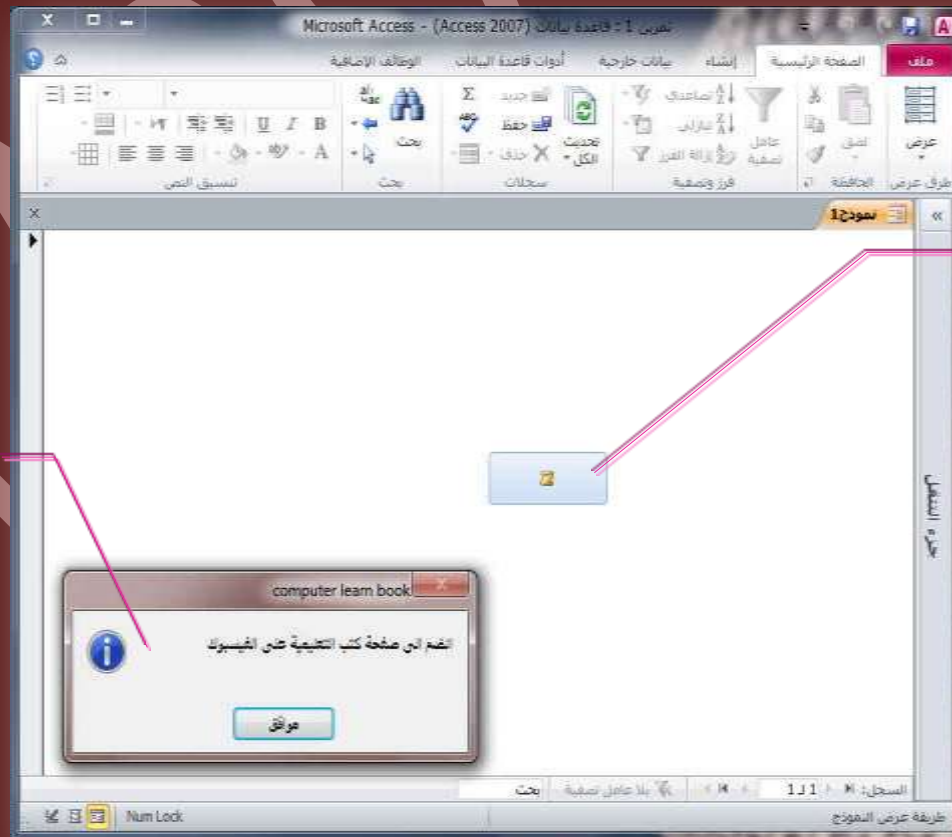 تمرين 1 : قاعدة بيانات (Access 2007) - Microsoft Access
ملف الصفحة الرئيسية إنشاء بيانات خارجية أدوات قاعدة البيانات الوظائف الإضافية
عرض
لصق
عامل تصفية
تصاعدي
تنازلي
إزالة الفرز
تحديث الكل
جديد
حفظ
حذف
بحث
B I U
A
طرق عرض الحافظة فرز وتصفية سجلات بحث تنسيق النص
نموذج1
جزء التنقل
computer learn book
انضم الى صفحة كتب التعليمية على الفيسبوك
موافق
السجل: 1 لـ 1 بلا عامل تصفية بحث
طريقة عرض النموذج Num Lock